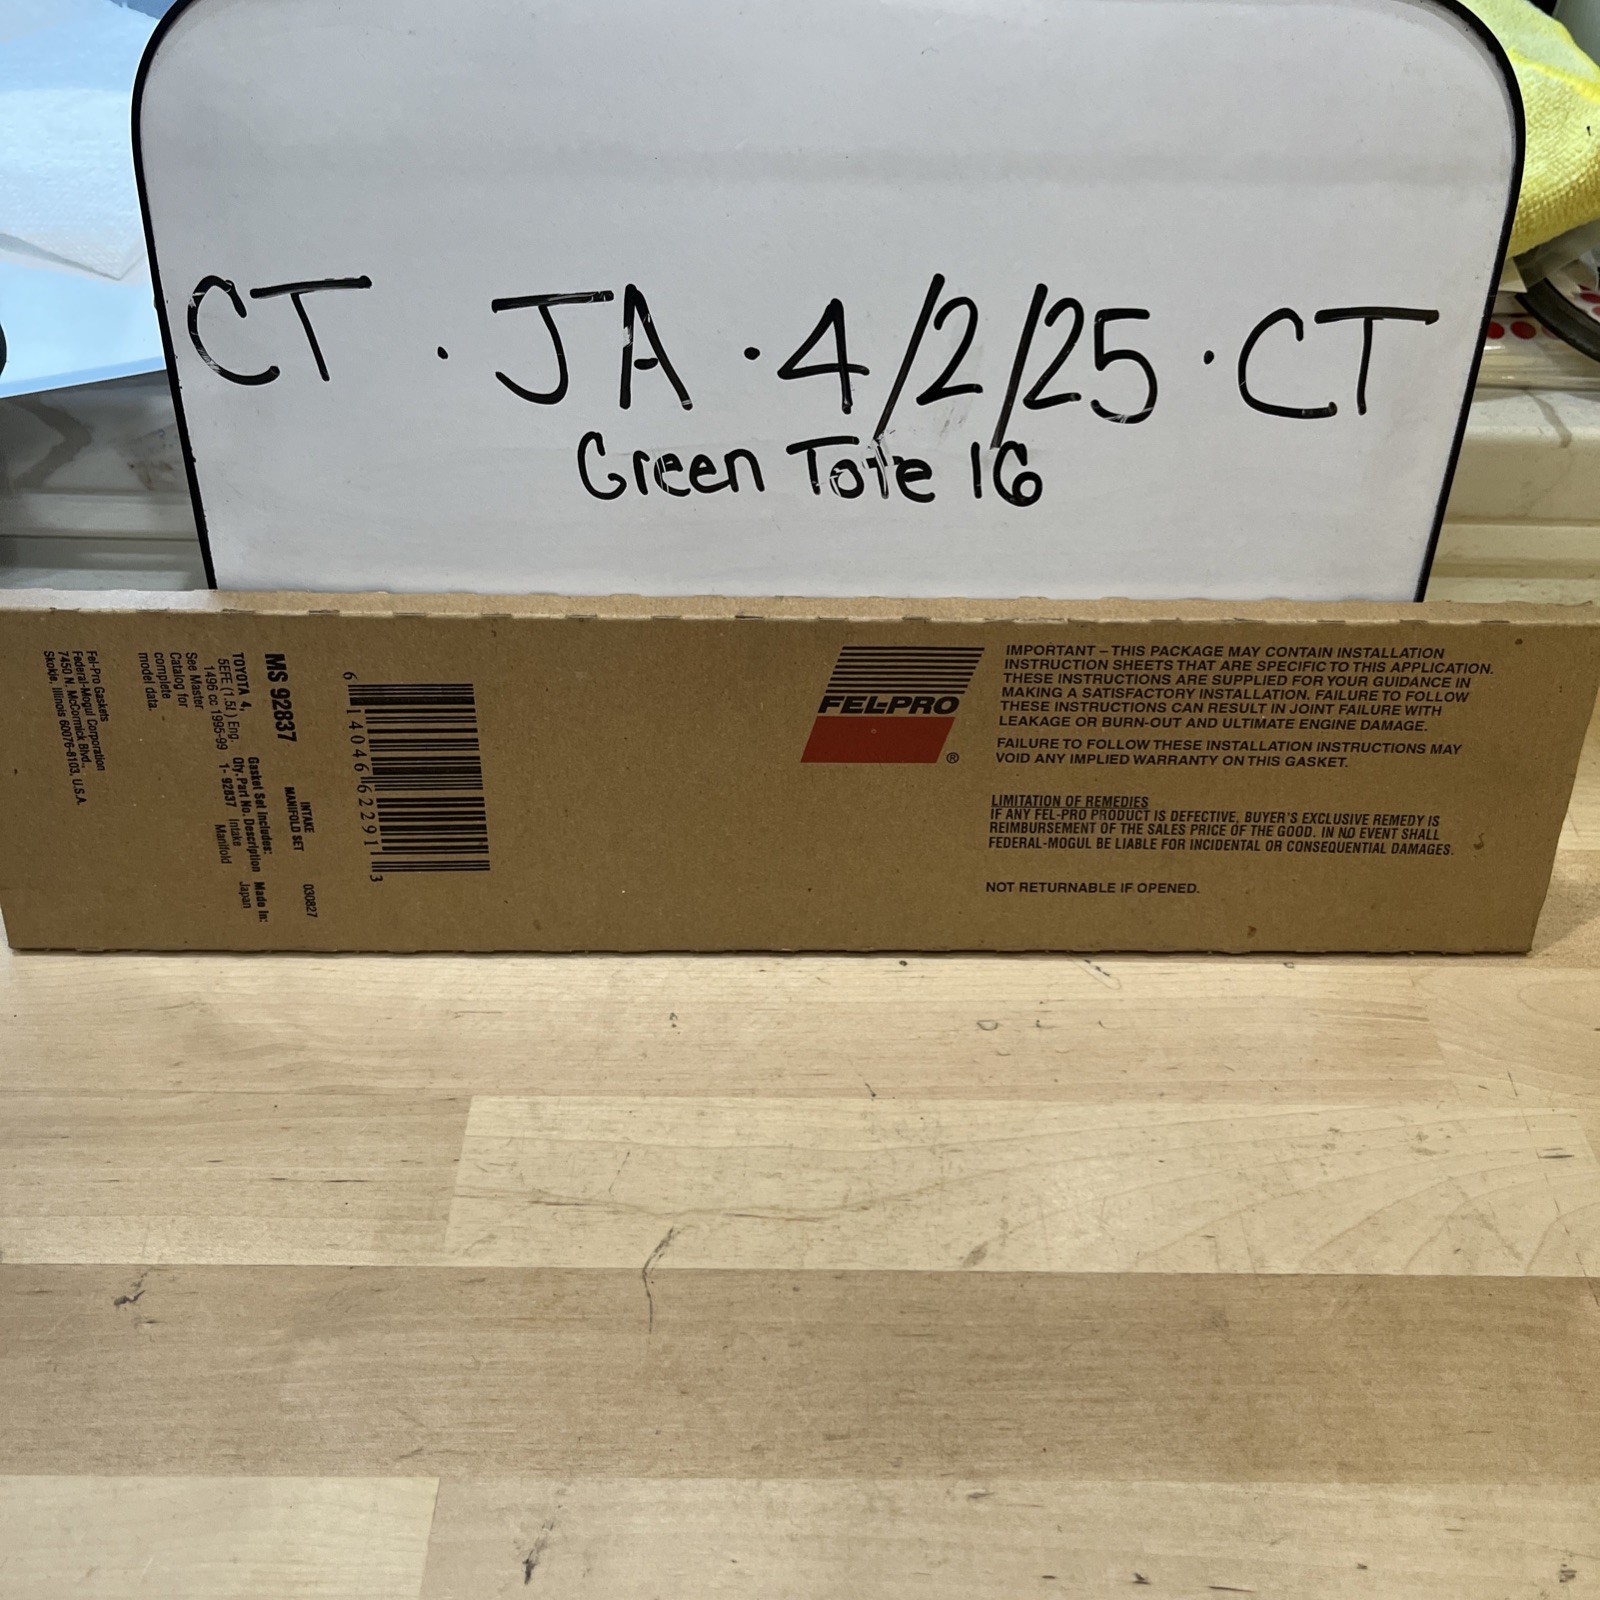 CT · JA · 4/2/25 · CT
Green Tote 16
MS 92837
INTAKE
MANIFOLD SET
030827
TOYOTA 4,
5EFE (1.5L) Eng.
1496 cc 1995-99
See Master
Catalog for
complete
model data.
Gasket Set Includes:
Qty. Part No. Description
1- 92837 Intake
Manifold
Made In:
Japan
Fel-Pro Gaskets
Federal-Mogul Corporation
7450 N. McCormick Blvd.,
Skokie, Illinois 60076-8103, U.S.A.
6 14046 62291 3
FEL-PRO
®
IMPORTANT – THIS PACKAGE MAY CONTAIN INSTALLATION
INSTRUCTION SHEETS THAT ARE SPECIFIC TO THIS APPLICATION.
THESE INSTRUCTIONS ARE SUPPLIED FOR YOUR GUIDANCE IN
MAKING A SATISFACTORY INSTALLATION. FAILURE TO FOLLOW
THESE INSTRUCTIONS CAN RESULT IN JOINT FAILURE WITH
LEAKAGE OR BURN-OUT AND ULTIMATE ENGINE DAMAGE.
FAILURE TO FOLLOW THESE INSTALLATION INSTRUCTIONS MAY
VOID ANY IMPLIED WARRANTY ON THIS GASKET.
LIMITATION OF REMEDIES
IF ANY FEL-PRO PRODUCT IS DEFECTIVE, BUYER'S EXCLUSIVE REMEDY IS
REIMBURSEMENT OF THE SALES PRICE OF THE GOOD. IN NO EVENT SHALL
FEDERAL-MOGUL BE LIABLE FOR INCIDENTAL OR CONSEQUENTIAL DAMAGES.
NOT RETURNABLE IF OPENED.